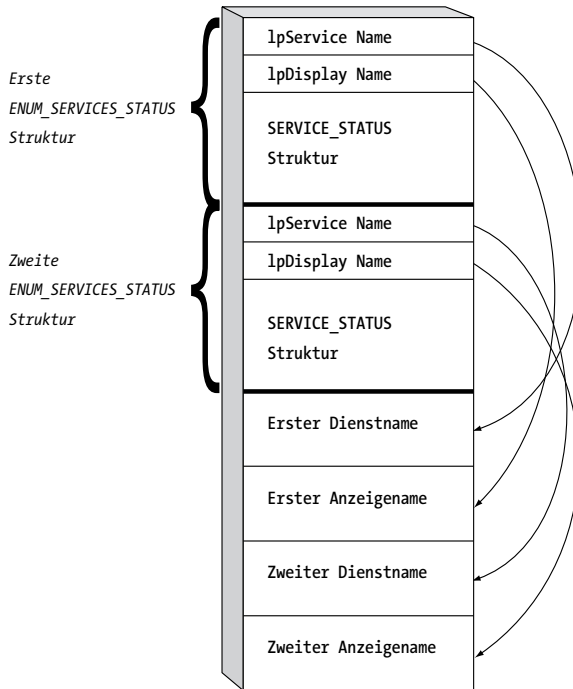 lpService Name
lpDisplay Name
Erste
ENUM_SERVICES_STATUS
Struktur
SERVICE_STATUS
Struktur
lpService Name
lpDisplay Name
Zweite
ENUM_SERVICES_STATUS
Struktur
SERVICE_STATUS
Struktur
Erster Dienstname
Erster Anzeigename
Zweiter Dienstname
Zweiter Anzeigename